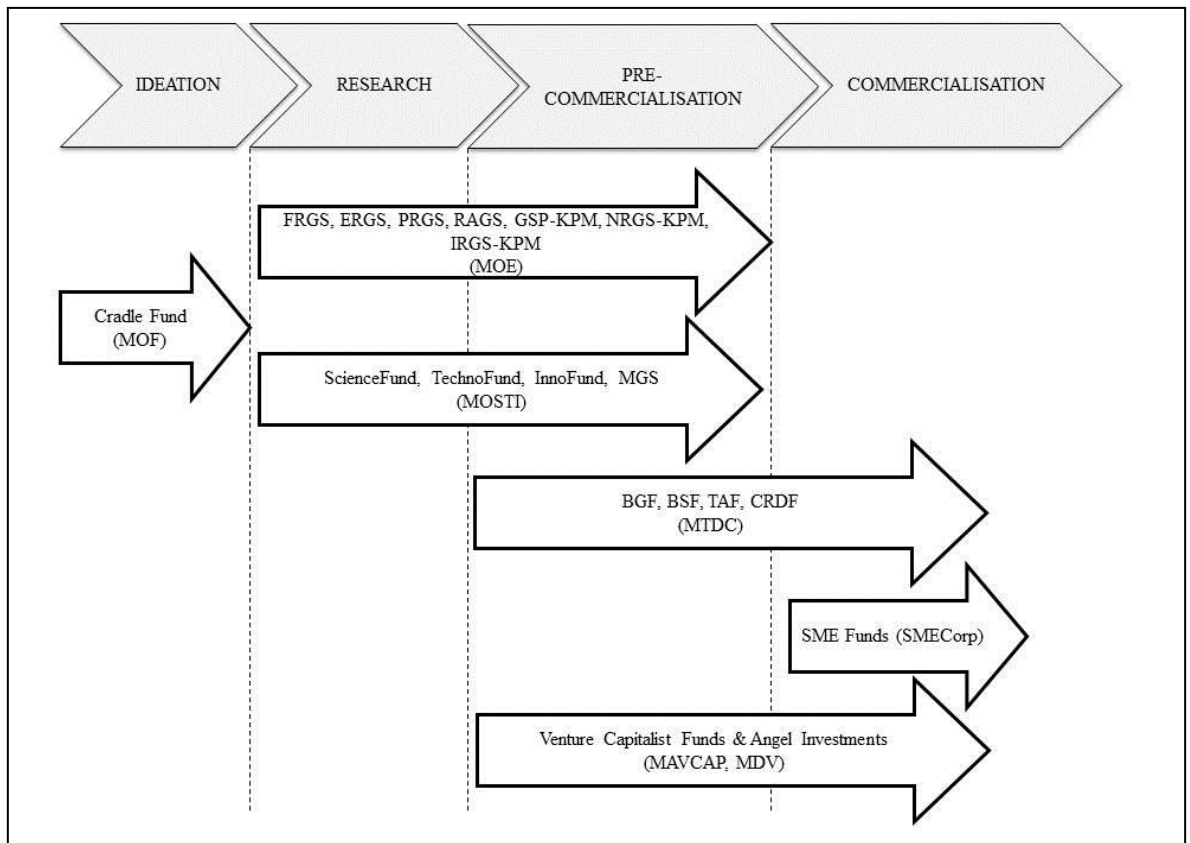 IDEATION
RESEARCH
PRE-
COMMERCIALISATION
COMMERCIALISATION
FRGS, ERGS, PRGS, RAGS, GSP-KPM, NRGS-KPM,
IRGS-KPM
(MOE)
Cradle Fund
(MOF)
ScienceFund, TechnoFund, InnoFund, MGS
(MOSTI)
BGF, BSF, TAF, CRDF
(MTDC)
SME Funds (SMECorp)
Venture Capitalist Funds & Angel Investments
(MAVCAP, MDV)